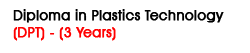 Diploma in Plastics Technology
(DPT) - (3 Years)